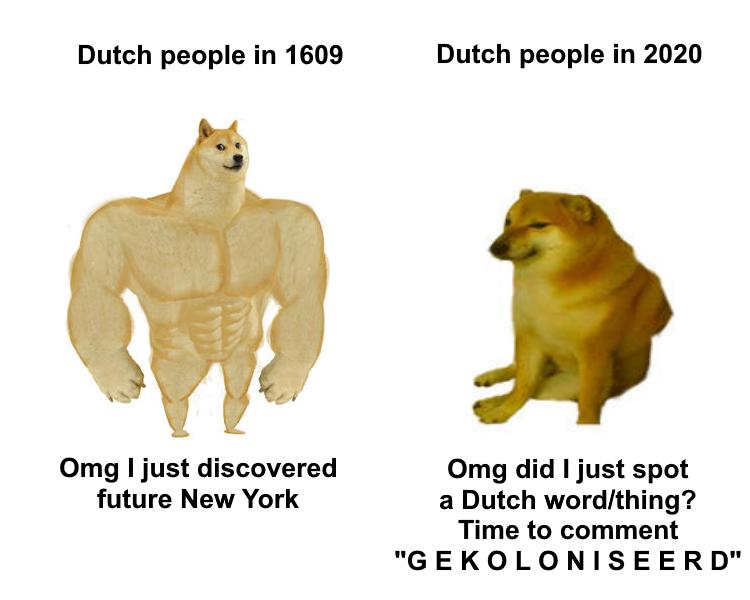 Dutch people in 1609
Dutch people in 2020
Omg I just discovered
future New York
Omg did I just spot
a Dutch word/thing?
Time to comment
"G E K O L O N I S E E R D"